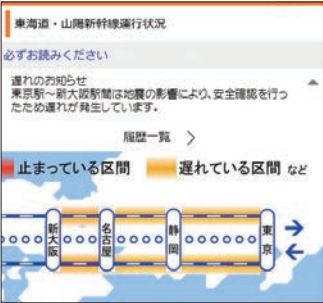 東海道・山陽新幹線運行状況
必ずお読みください
遅れのお知らせ
東京駅～新大阪駅間は地震の影響により、安全確認を行っ
たため遅れが発生しています。
履歴一覧 ＞
止まっている区間 遅れている区間 など
新大阪 名古屋 静岡 東京